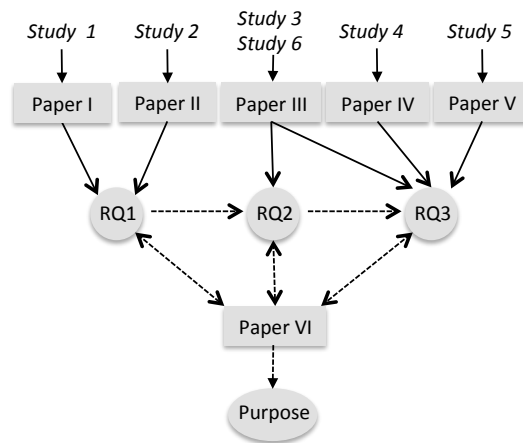 Study 1
Study 2
Study 3
Study 6
Study 4
Study 5
Paper I
Paper II
Paper III
Paper IV
Paper V
RQ1
RQ2
RQ3
Paper VI
Purpose